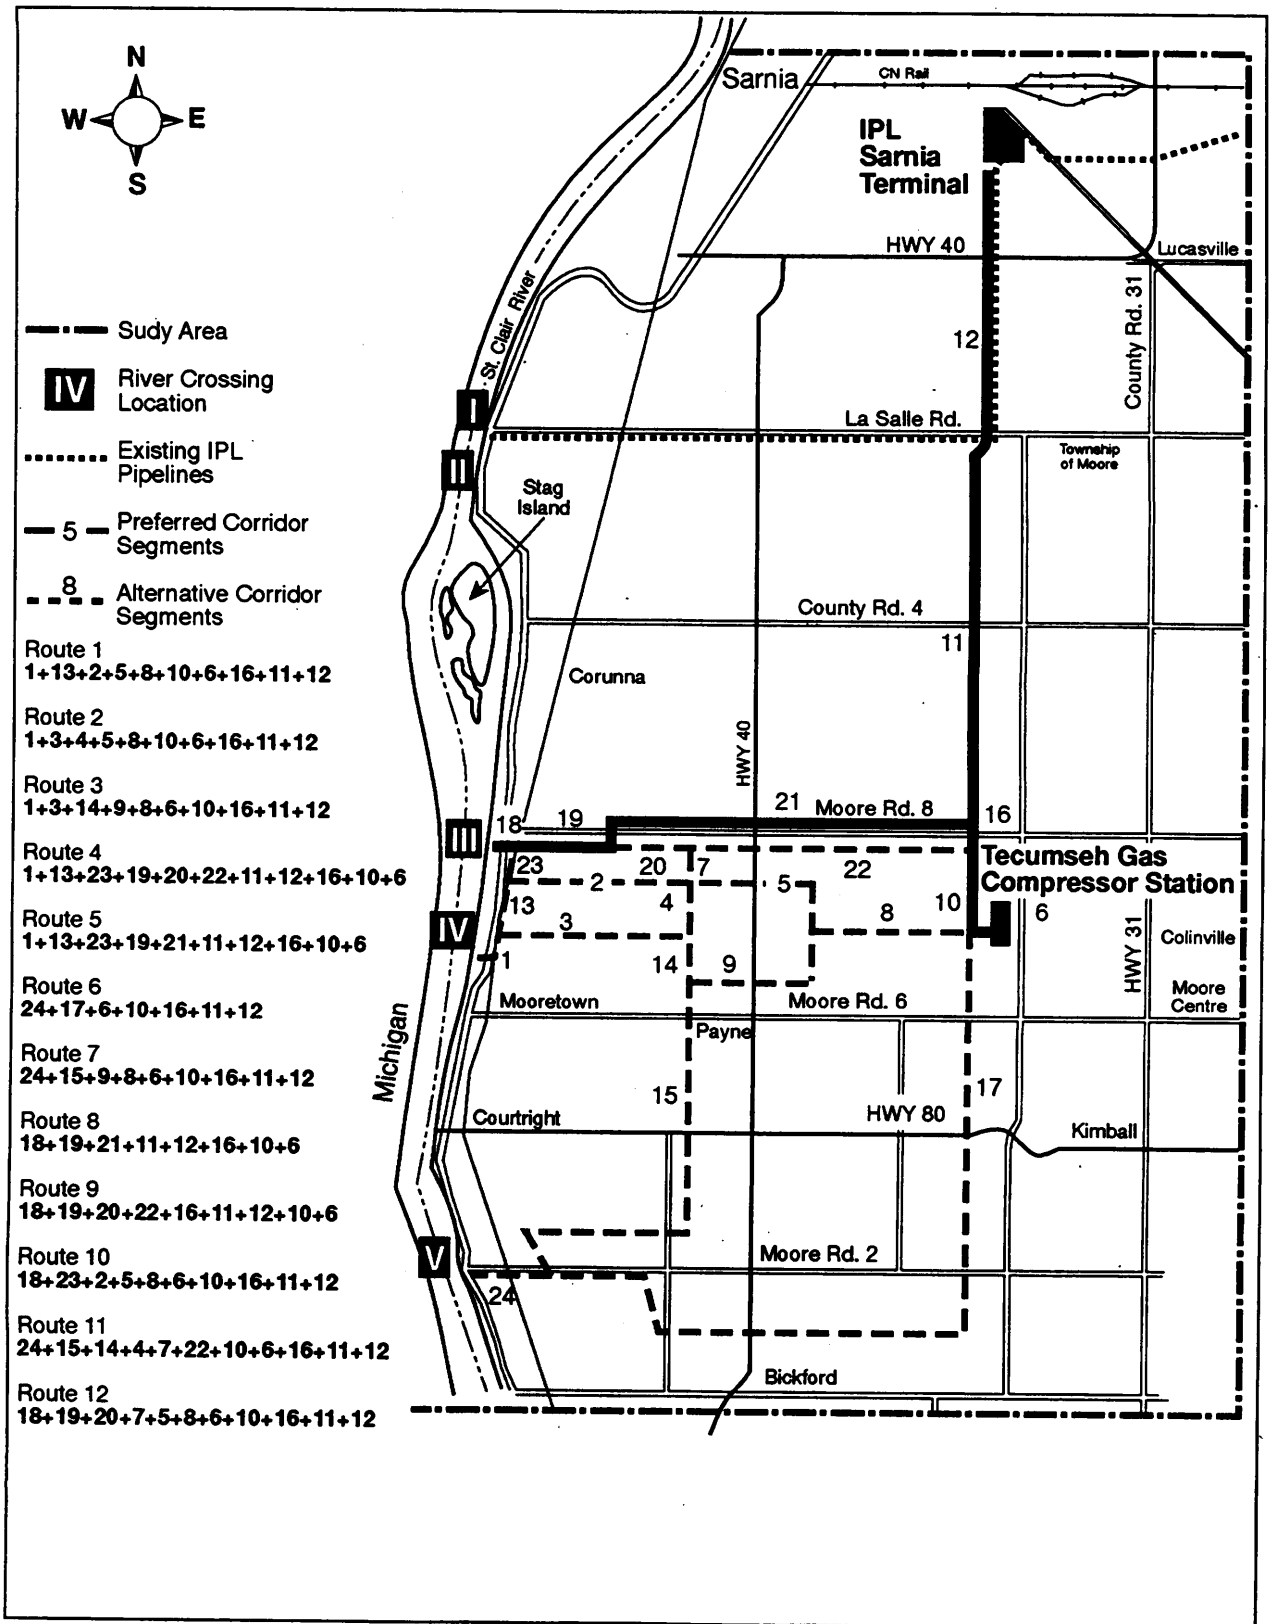 N
W E
S
Sarnia
CN Rail
IPL
Sarnia
Terminal
HWY 40
Lucasville
St. Clair River
County Rd. 31
12
Sudy Area
IV
River Crossing
Location
I
La Salle Rd.
Township
of Moore
Existing IPL
Pipelines
II
Stag
Island
5
Preferred Corridor
Segments
8
Alternative Corridor
Segments
County Rd. 4
11
Corunna
HWY 40
Route 1
1+13+2+5+8+10+6+16+11+12
Route 2
1+3+4+5+8+10+6+16+11+12
Route 3
1+3+14+9+8+6+10+16+11+12
Route 4
1+13+23+19+20+22+11+12+16+10+6
Route 5
1+13+23+19+21+11+12+16+10+6
Route 6
24+17+6+10+16+11+12
Route 7
24+15+9+8+6+10+16+11+12
Route 8
18+19+21+11+12+16+10+6
Route 9
18+19+20+22+16+11+12+10+6
Route 10
18+23+2+5+8+6+10+16+11+12
Route 11
24+15+14+4+7+22+10+6+16+11+12
Route 12
18+19+20+7+5+8+6+10+16+11+12
21
Moore Rd. 8
16
III
18
19
Tecumseh Gas
Compressor Station
23
20
7
22
2
5
13
4
10
6
8
IV
3
HWY 31
Colinville
1
14
9
Mooretown
Moore Rd. 6
Moore
Centre
Payne
Michigan
15
17
Courtright
HWY 80
Kimball
V
Moore Rd. 2
24
Bickford